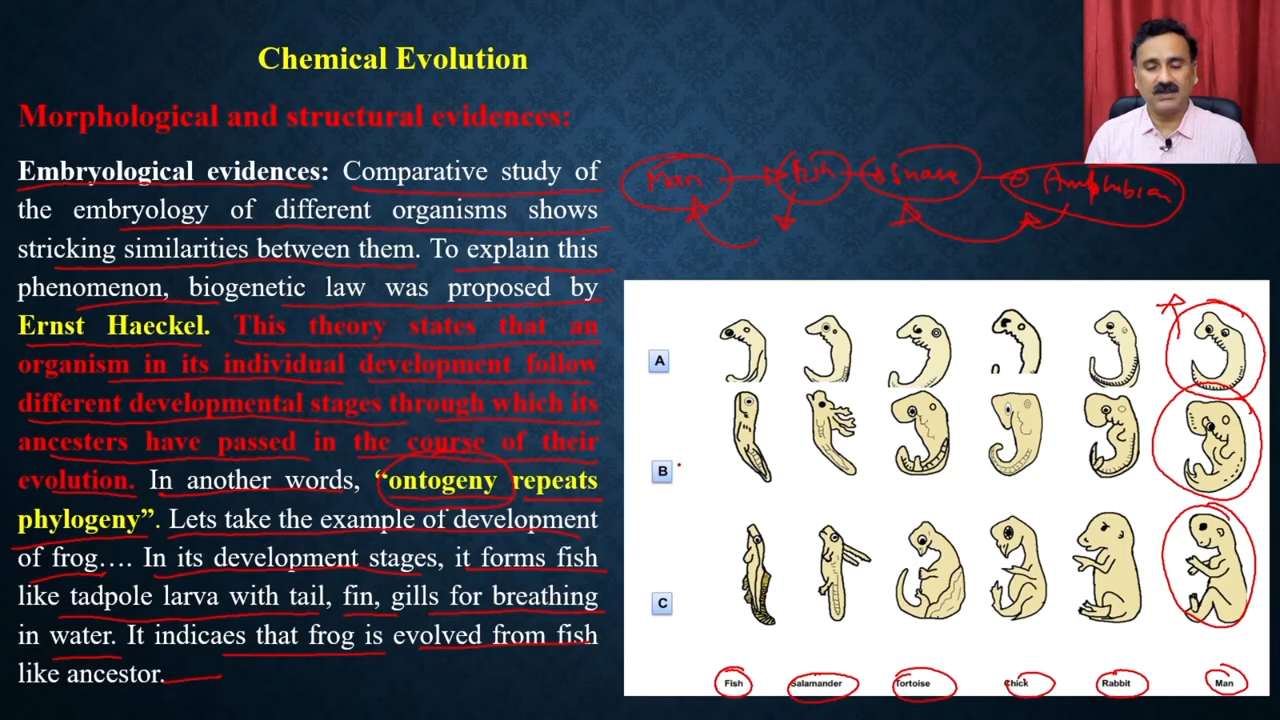 Chemical Evolution
Morphological and structural evidences:
Embryological evidences: Comparative study of
the embryology of different organisms shows
stricking similarities between them. To explain this
phenomenon, biogenetic law was proposed by
Ernst Haeckel. This theory states that an
organism in its individual development follow
different developmental stages through which its
ancesters have passed in the course of their
evolution. In another words, “ontogeny repeats
phylogeny”. Lets take the example of development
of frog…. In its development stages, it forms fish
like tadpole larva with tail, fin, gills for breathing
in water. It indicaes that frog is evolved from fish
like ancestor.
Man fish Amphibian
A
B
C
Fish Salamander Tortoise Chick Rabbit Man